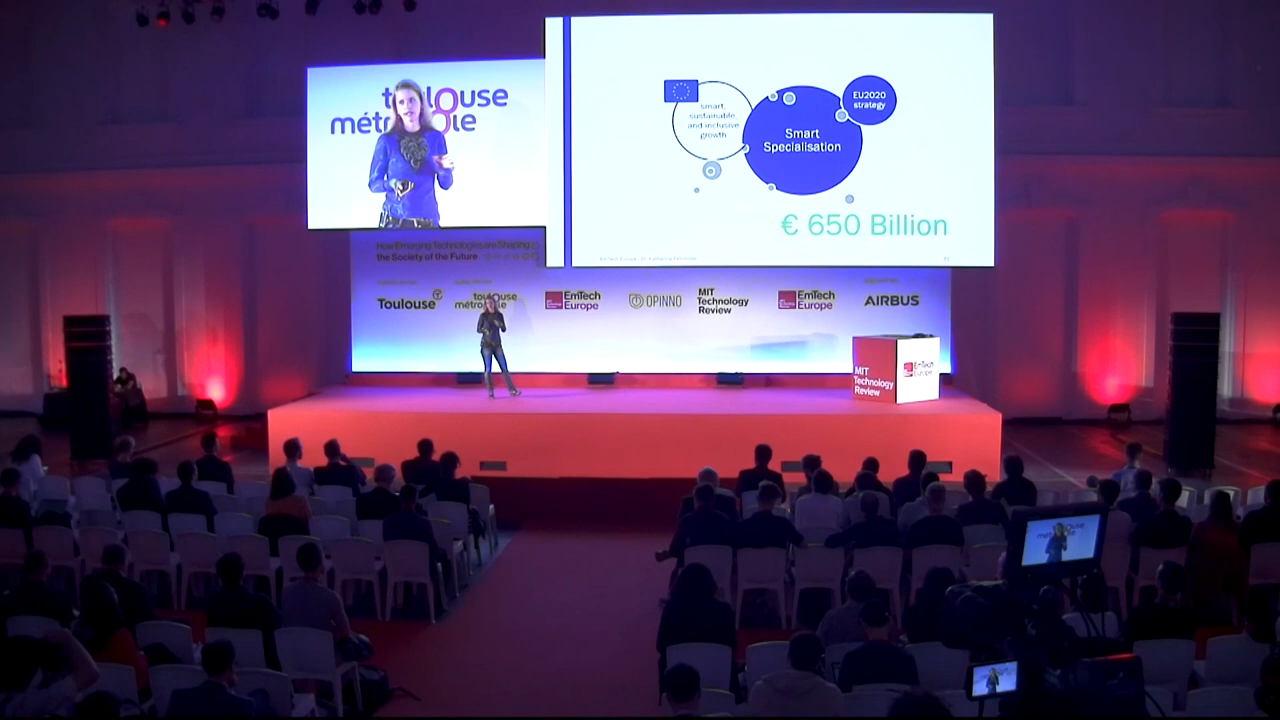 toulouse
métropole
smart,
sustainable,
and inclusive
growth
Smart
Specialisation
EU2020
strategy
€ 650 Billion
How Emerging Technologies are Shaping
the Society of the Future
Toulouse
toulouse
métropole
EmTech
Europe
OPINNO
MIT
Technology
Review
EmTech
Europe
AIRBUS
MIT
Technology
Review
EmTech
Europe